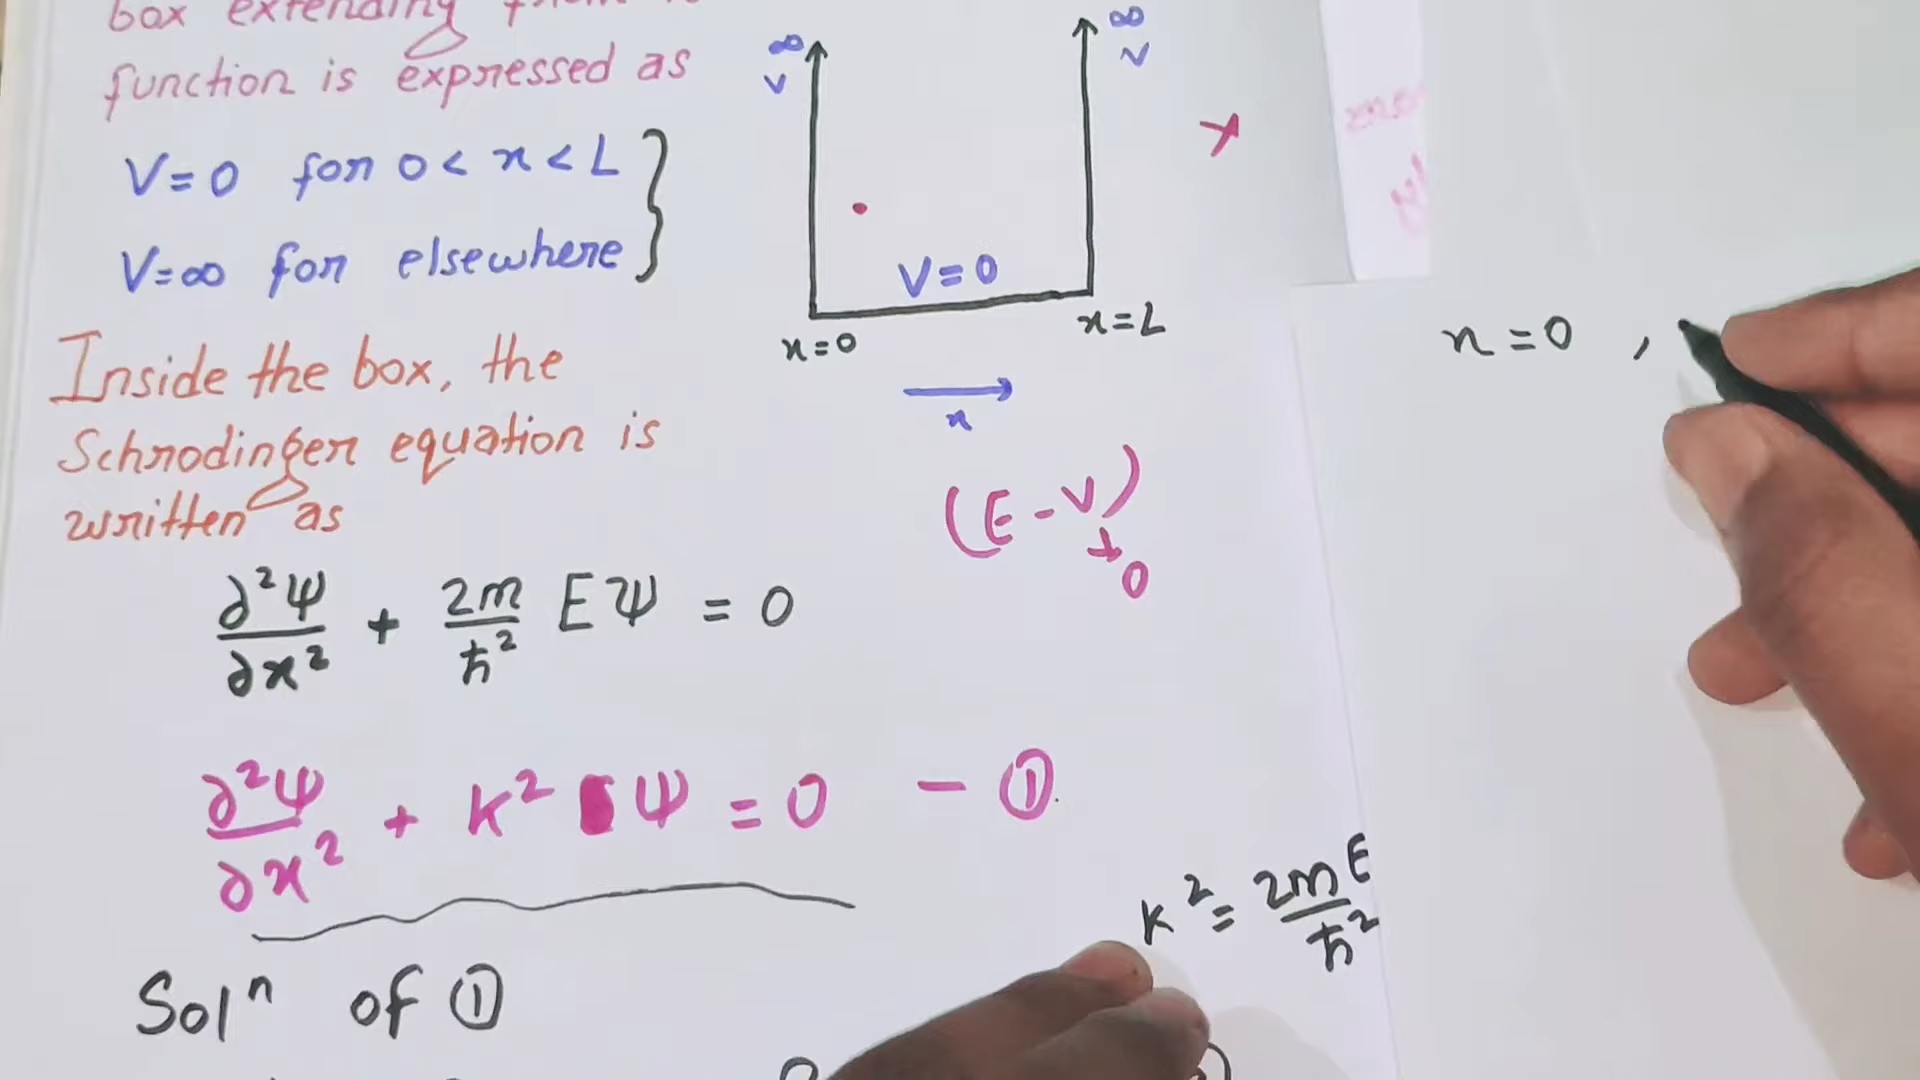 box extending
function is expressed as
V=0 for 0 < x < L
V=∞ for elsewhere
∞
V
∞
V
V=0
x=0
x=L
x
Inside the box, the
Schrodinger equation is
written as
(E-V)
↓
0
∂²Ψ/∂x² + 2m/ħ² EΨ = 0
∂²Ψ/∂x² + K² Ψ = 0 - ①
K² = 2mE/ħ²
Solⁿ of ①
x=0 ,